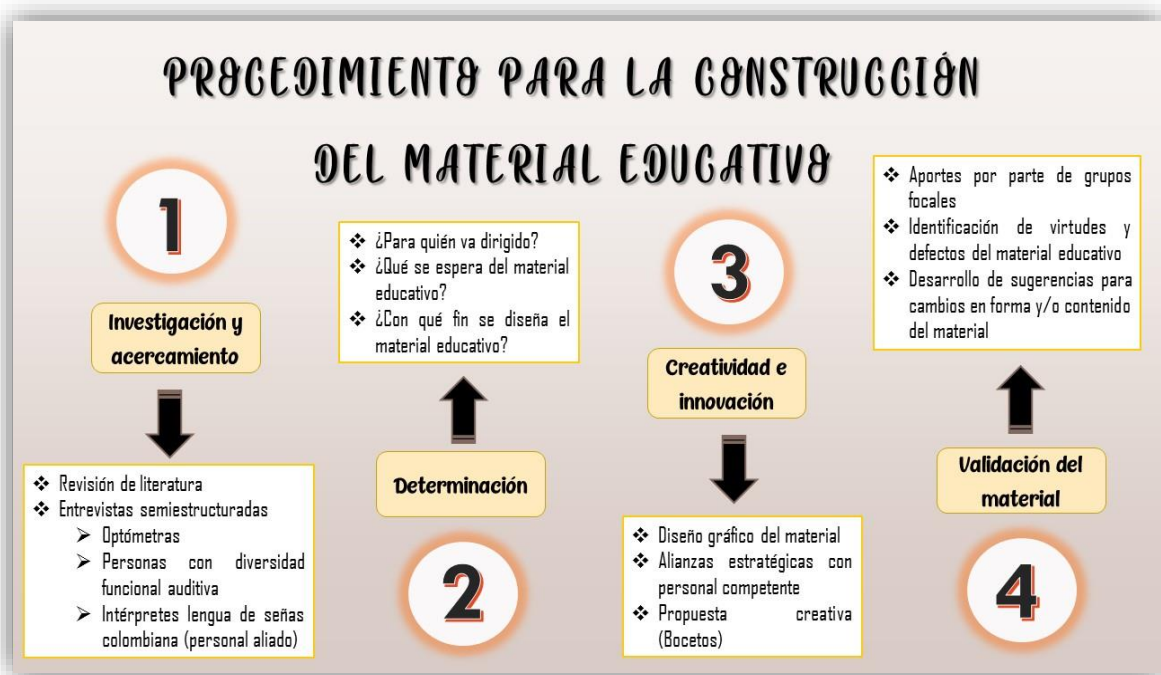 PROCEDIMIENTO PARA LA CONSTRUCCIÓN
DEL MATERIAL EDUCATIVO
1
Investigación y
acercamiento
❖ Revisión de literatura
❖ Entrevistas semiestructuradas
➢ Optómetras
➢ Personas con diversidad
funcional auditiva
➢ Intérpretes lengua de señas
colombiana (personal aliado)
❖ ¿Para quién va dirigido?
❖ ¿Qué se espera del material
educativo?
❖ ¿Con qué fin se diseña el
material educativo?
Determinación
2
3
Creatividad e
innovación
❖ Diseño gráfico del material
❖ Alianzas estratégicas con
personal competente
❖ Propuesta creativa
(Bocetos)
❖ Aportes por parte de grupos
focales
❖ Identificación de virtudes y
defectos del material educativo
❖ Desarrollo de sugerencias para
cambios en forma y/o contenido
del material
Validación del
material
4